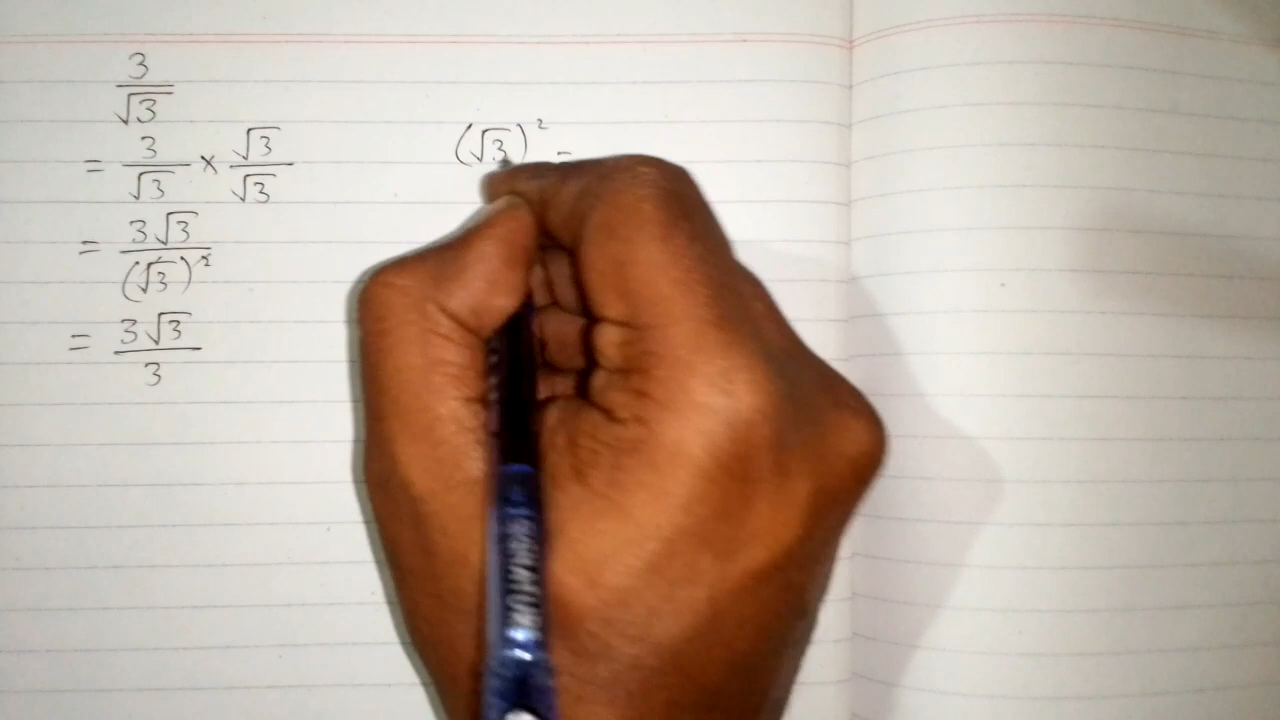 3/√3
= 3/√3 × √3/√3
= 3√3/(√3)²
= 3√3/3
(√3)² =